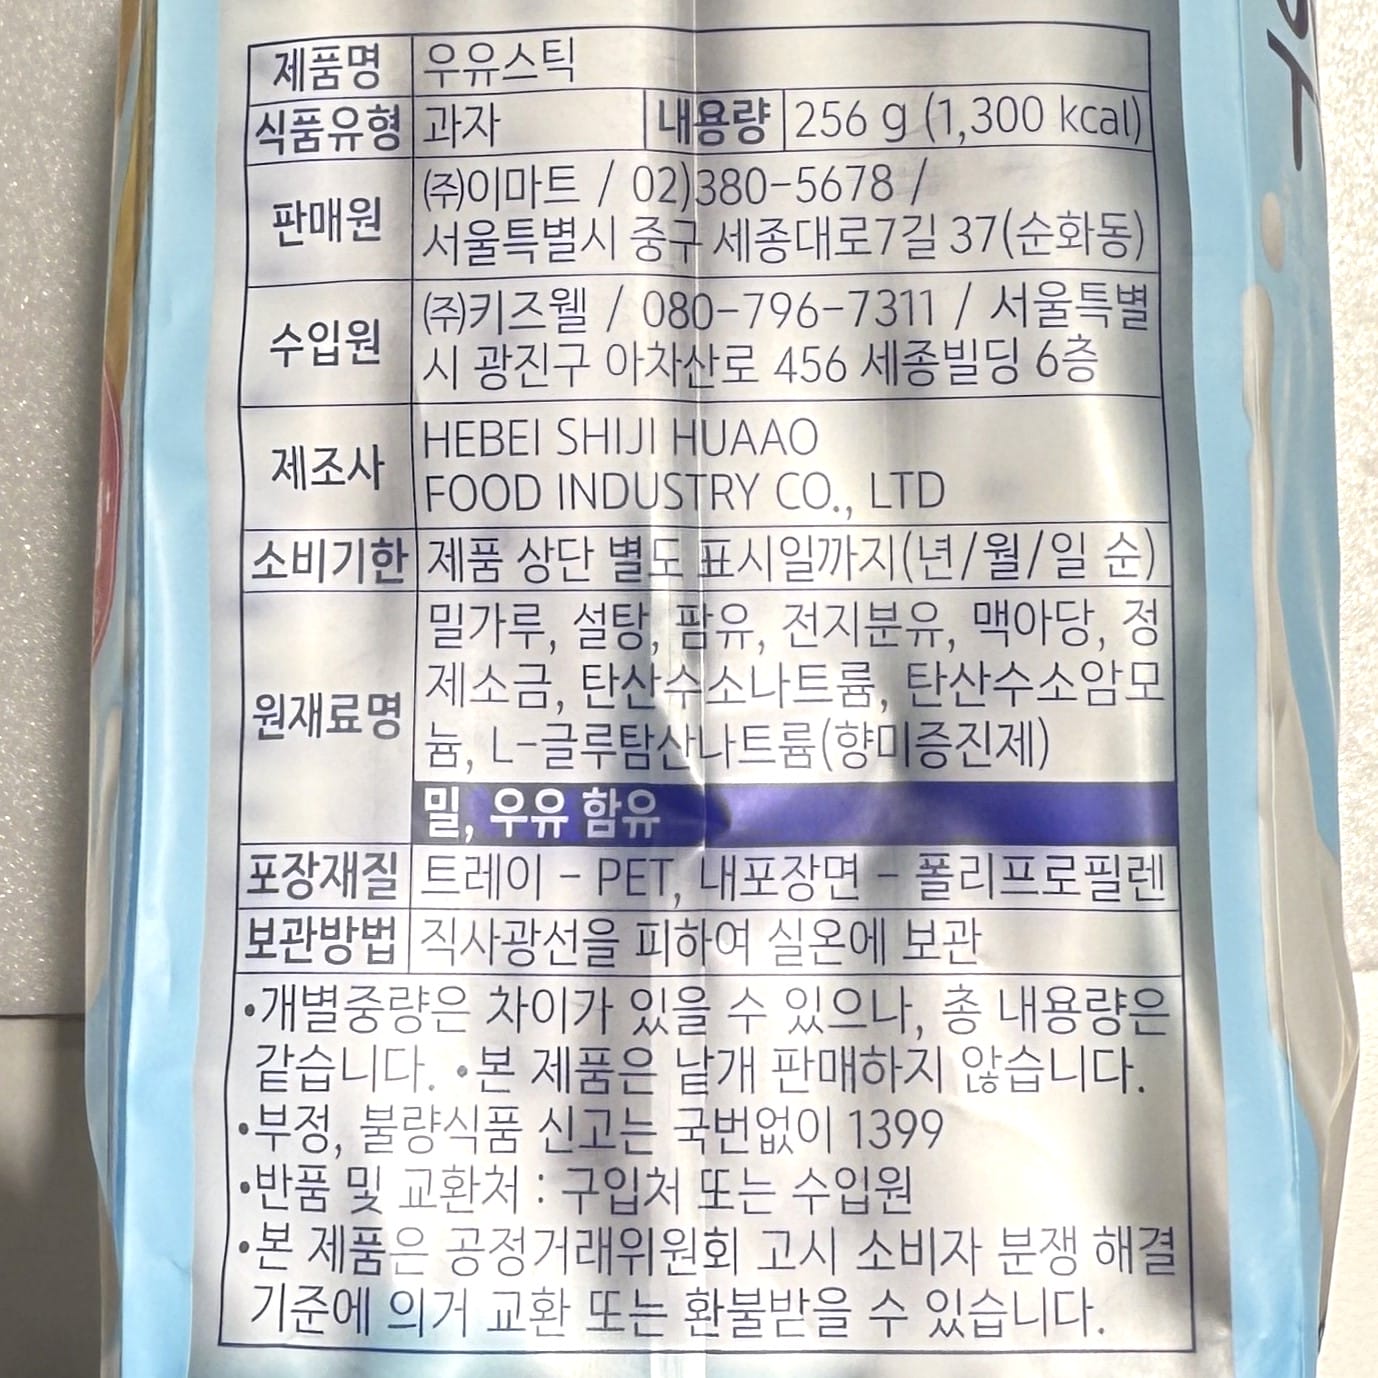 제품명 우유스틱
식품유형 과자 내용량 256 g (1,300 kcal)
판매원 ㈜이마트 / 02)380-5678 /
서울특별시 중구 세종대로7길 37(순화동)
수입원 ㈜키즈웰 / 080-796-7311 / 서울특별
시 광진구 아차산로 456 세종빌딩 6층
제조사 HEBEI SHIJI HUAAO
FOOD INDUSTRY CO., LTD
소비기한 제품 상단 별도 표시일까지(년/월/일 순)
원재료명 밀가루, 설탕, 팜유, 전지분유, 맥아당, 정
제소금, 탄산수소나트륨, 탄산수소암모
늄, L-글루탐산나트륨(향미증진제)
밀, 우유 함유
포장재질 트레이 - PET, 내포장면 - 폴리프로필렌
보관방법 직사광선을 피하여 실온에 보관
•개별중량은 차이가 있을 수 있으나, 총 내용량은
같습니다. •본 제품은 낱개 판매하지 않습니다.
•부정, 불량식품 신고는 국번없이 1399
•반품 및 교환처 : 구입처 또는 수입원
•본 제품은 공정거래위원회 고시 소비자 분쟁 해결
기준에 의거 교환 또는 환불받을 수 있습니다.